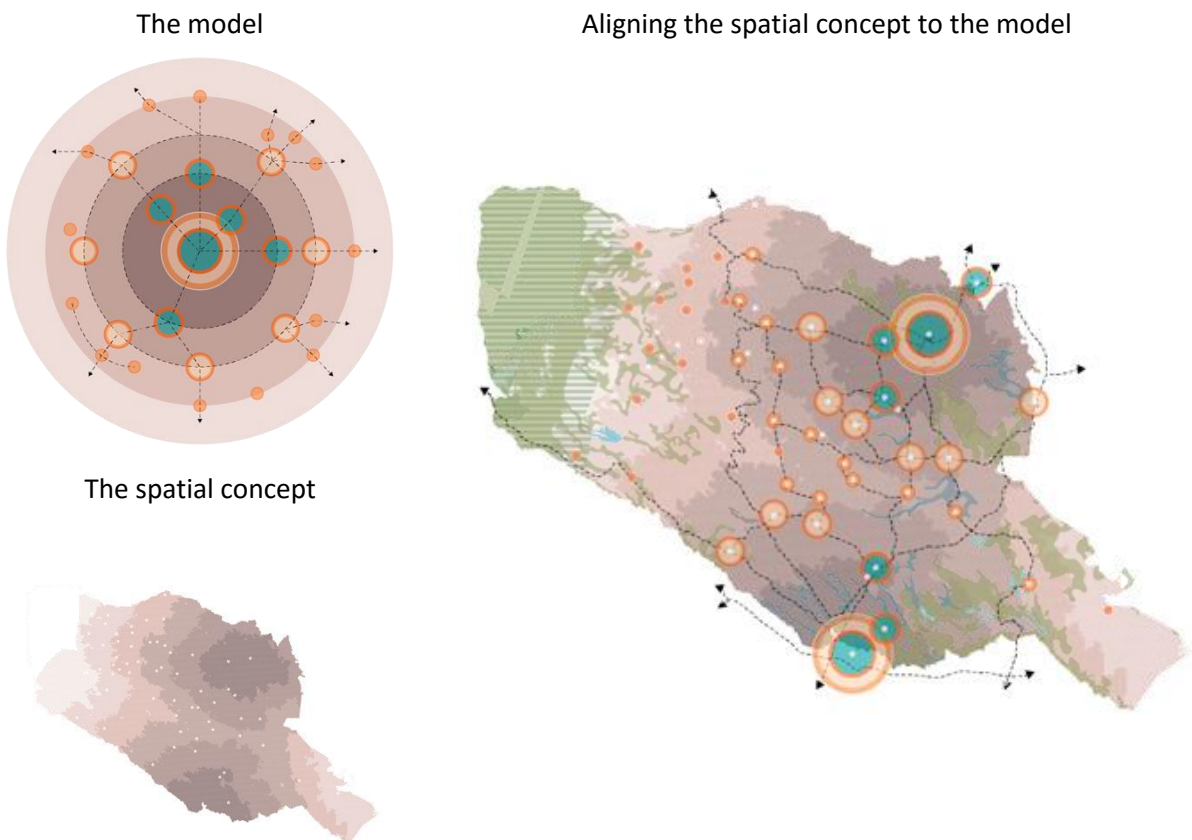 The model
Aligning the spatial concept to the model
The spatial concept